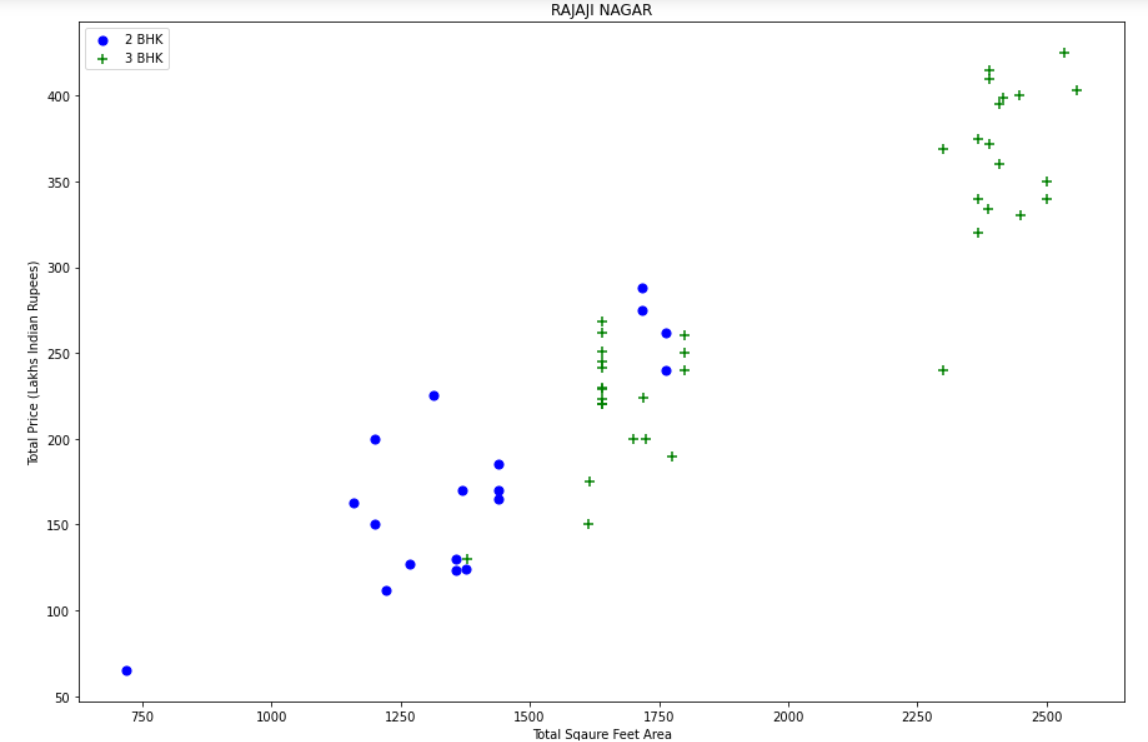 RAJAJI NAGAR
2 BHK
3 BHK
Total Price (Lakhs Indian Rupees)
400
350
300
250
200
150
100
50
750 1000 1250 1500 1750 2000 2250 2500
Total Sqaure Feet Area